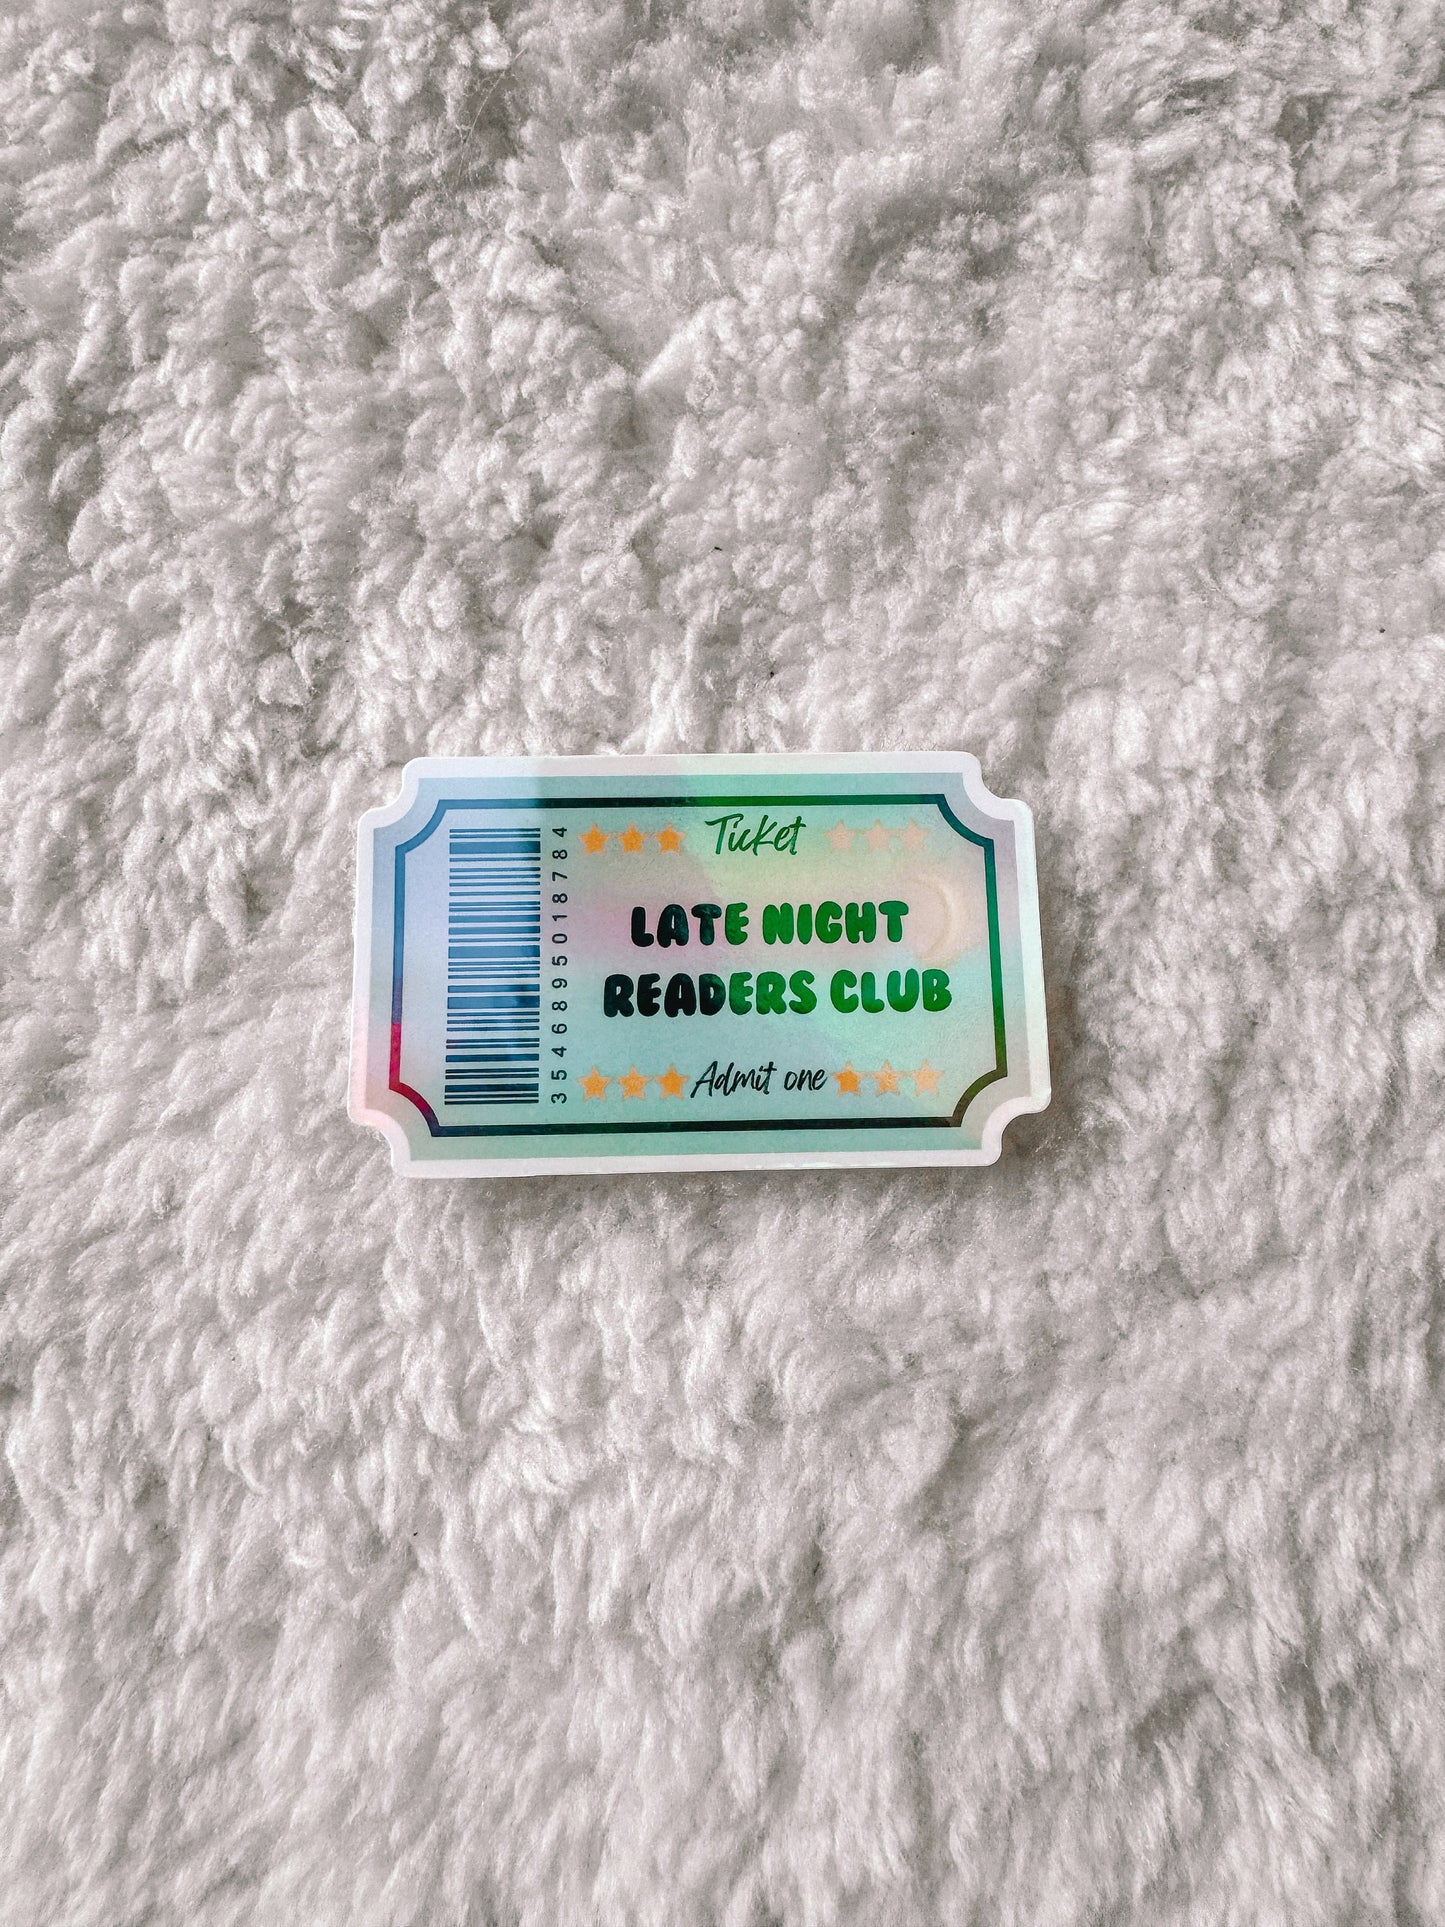 Ticket
LATE NIGHT
READERS CLUB
Admit one
3546895018784